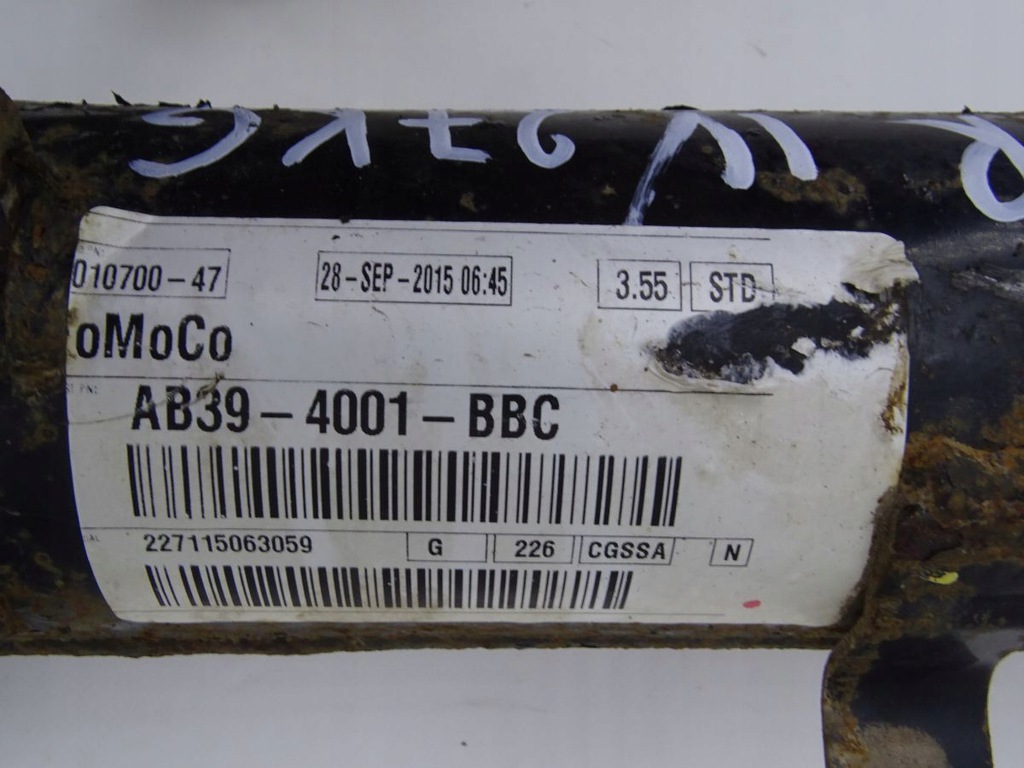 010700-47 28-SEP-2015 06:45 3.55 STD
oMoCo
AB39-4001-BBC
227115063059 G 226 CGSSA N